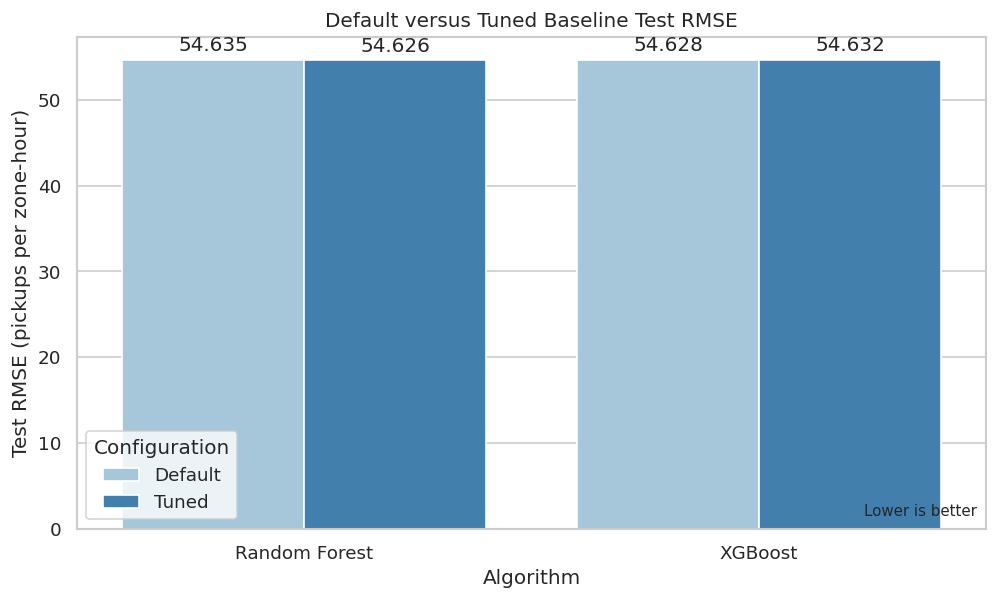 Default versus Tuned Baseline Test RMSE
54.635
54.626
54.628
54.632
Test RMSE (pickups per zone-hour)
50
40
30
20
10
0
Configuration
Default
Tuned
Lower is better
Random Forest
XGBoost
Algorithm